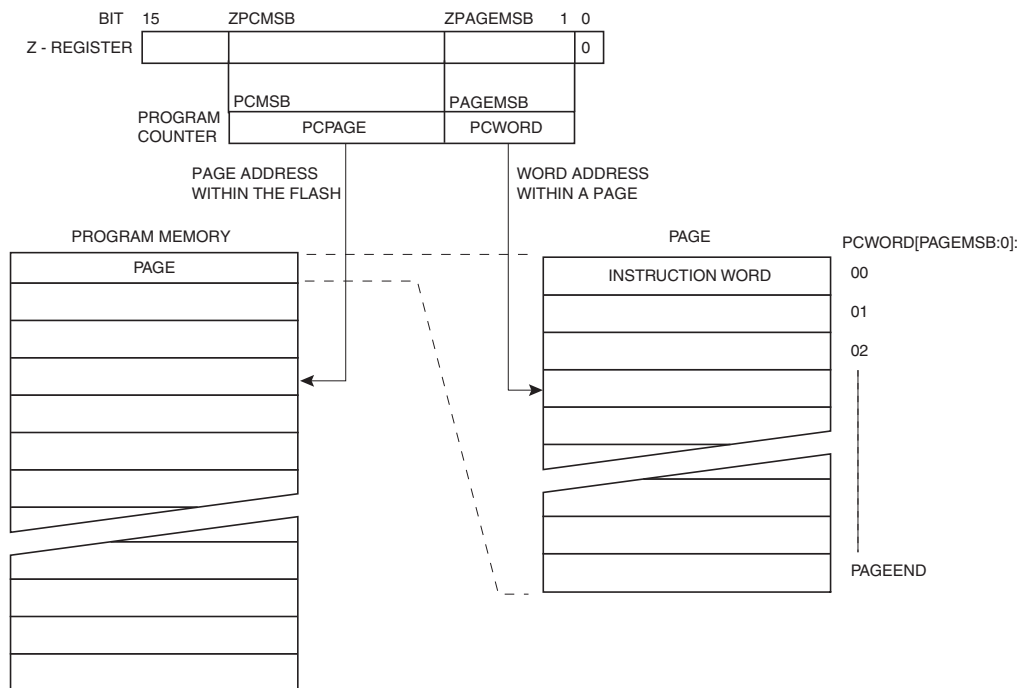 BIT 15 ZPCMSB ZPAGEMSB 1 0
Z - REGISTER 0
PCMSB PAGEMSB
PROGRAM
COUNTER
PCPAGE PCWORD
PAGE ADDRESS
WITHIN THE FLASH
WORD ADDRESS
WITHIN A PAGE
PROGRAM MEMORY
PAGE
PAGE
PCWORD[PAGEMSB:0]:
INSTRUCTION WORD 00
01
02
PAGEEND